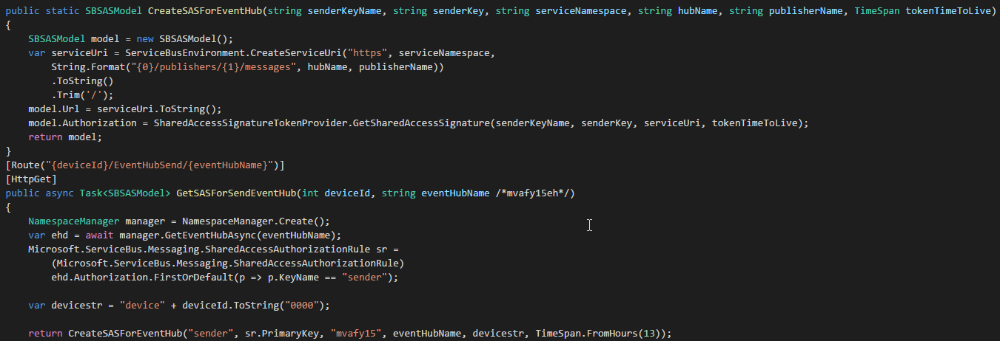 public static SBSASModel CreateSASForEventHub(string senderKeyName, string senderKey, string serviceNamespace, string hubName, string publisherName, TimeSpan tokenTimeToLive)
{
    SBSASModel model = new SBSASModel();
    var serviceUri = ServiceBusEnvironment.CreateServiceUri("https", serviceNamespace,
        String.Format("{0}/publishers/{1}/messages", hubName, publisherName))
        .ToString()
        .Trim('/');
    model.Url = serviceUri.ToString();
    model.Authorization = SharedAccessSignatureTokenProvider.GetSharedAccessSignature(senderKeyName, senderKey, serviceUri, tokenTimeToLive);
    return model;
}
[Route("{deviceId}/EventHubSend/{eventHubName}")]
[HttpGet]
public async Task<SBSASModel> GetSASForSendEventHub(int deviceId, string eventHubName /*mvafy15eh*/)
{
    NamespaceManager manager = NamespaceManager.Create();
    var ehd = await manager.GetEventHubAsync(eventHubName);
    Microsoft.ServiceBus.Messaging.SharedAccessAuthorizationRule sr =
        (Microsoft.ServiceBus.Messaging.SharedAccessAuthorizationRule)
        ehd.Authorization.FirstOrDefault(p => p.KeyName == "sender");
    var devicestr = "device" + deviceId.ToString("0000");
    return CreateSASForEventHub("sender", sr.PrimaryKey, "mvafy15", eventHubName, devicestr, TimeSpan.FromHours(13));